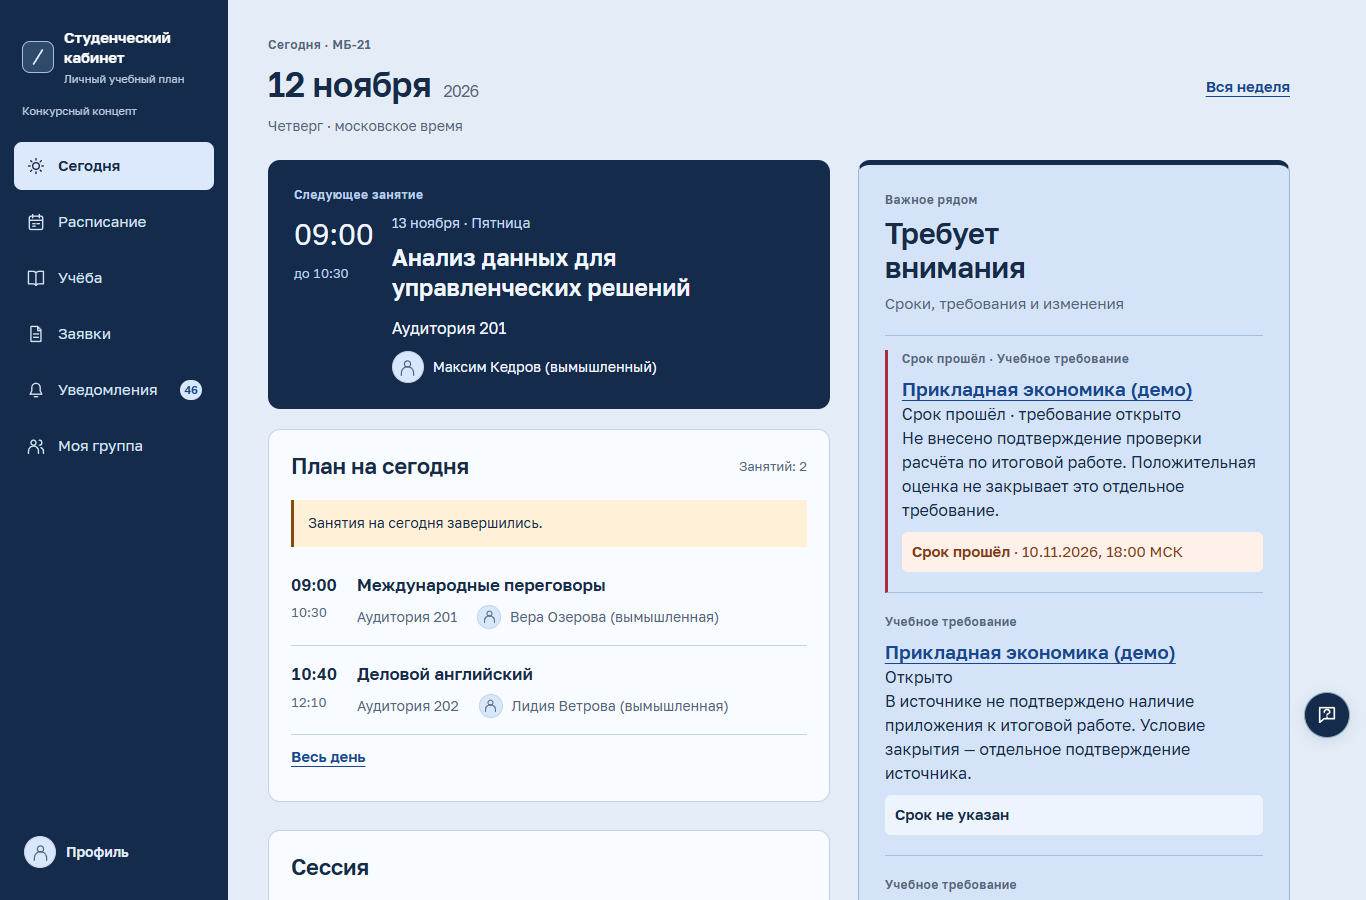 Студенческий
кабинет
Личный учебный план
Конкурсный концепт
Сегодня
Расписание
Учёба
Заявки
Уведомления 46
Моя группа
Профиль
Сегодня · МБ-21
12 ноября 2026
Четверг · московское время
Вся неделя
Следующее занятие
09:00
до 10:30
13 ноября · Пятница
Анализ данных для
управленческих решений
Аудитория 201
Максим Кедров (вымышленный)
План на сегодня
Занятий: 2
Занятия на сегодня завершились.
09:00 Международные переговоры
10:30 Аудитория 201 Вера Озерова (вымышленная)
10:40 Деловой английский
12:10 Аудитория 202 Лидия Ветрова (вымышленная)
Весь день
Сессия
Важное рядом
Требует
внимания
Сроки, требования и изменения
Срок прошёл · Учебное требование
Прикладная экономика (демо)
Срок прошёл · требование открыто
Не внесено подтверждение проверки
расчёта по итоговой работе. Положительная
оценка не закрывает это отдельное
требование.
Срок прошёл · 10.11.2026, 18:00 МСК
Учебное требование
Прикладная экономика (демо)
Открыто
В источнике не подтверждено наличие
приложения к итоговой работе. Условие
закрытия — отдельное подтверждение
источника.
Срок не указан
Учебное требование